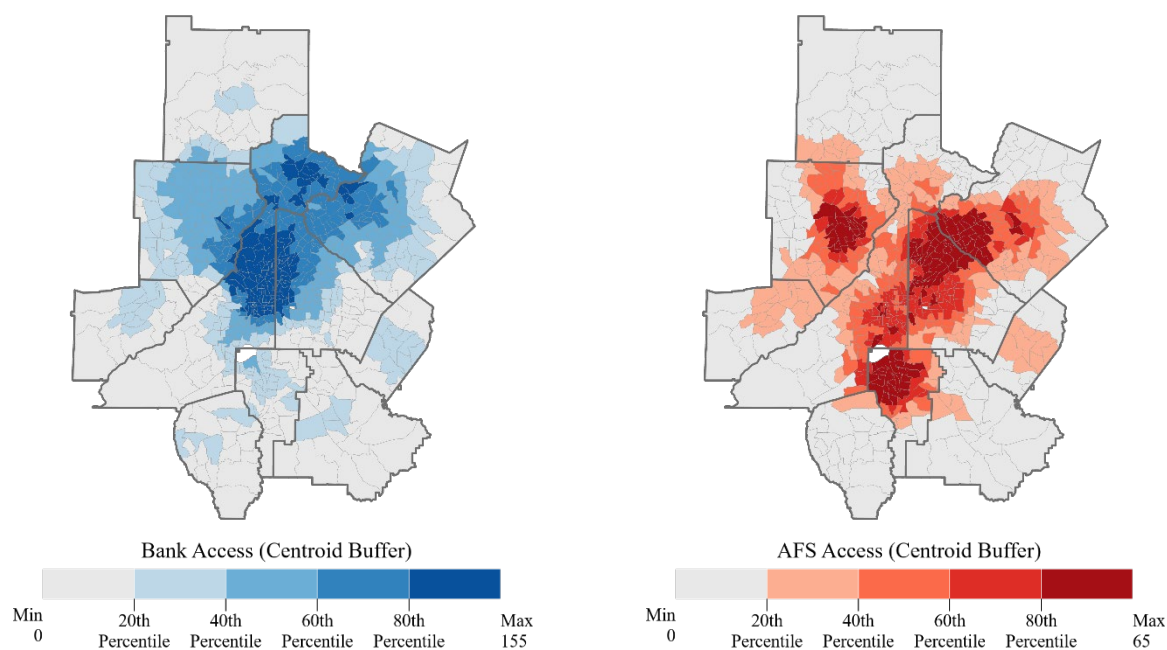 Bank Access (Centroid Buffer)
Min
0
20th
Percentile
40th
Percentile
60th
Percentile
80th
Percentile
Max
155
AFS Access (Centroid Buffer)
Min
0
20th
Percentile
40th
Percentile
60th
Percentile
80th
Percentile
Max
65